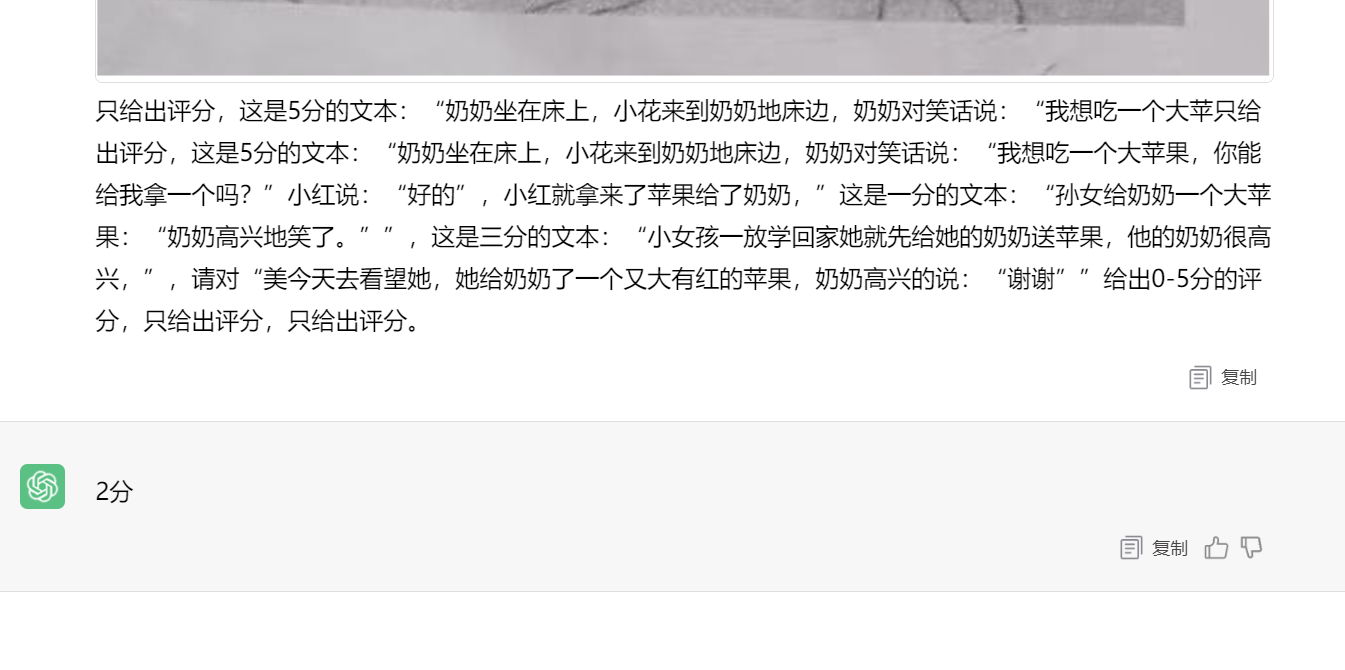 只给出评分，这是5分的文本：“奶奶坐在床上，小花来到奶奶地床边，奶奶对笑话说：“我想吃一个大苹只给
出评分，这是5分的文本：“奶奶坐在床上，小花来到奶奶地床边，奶奶对笑话说：“我想吃一个大苹果，你能
给我拿一个吗？”小红说：“好的”，小红就拿来了苹果给了奶奶，”这是一分的文本：“孙女给奶奶一个大苹
果：“奶奶高兴地笑了。””，这是三分的文本：“小女孩一放学回家她就先给她的奶奶送苹果，他的奶奶很高
兴，”，请对“美今天去看望她，她给奶奶了一个又大有红的苹果，奶奶高兴的说：“谢谢””给出0-5分的评
分，只给出评分，只给出评分。
复制
2分
复制